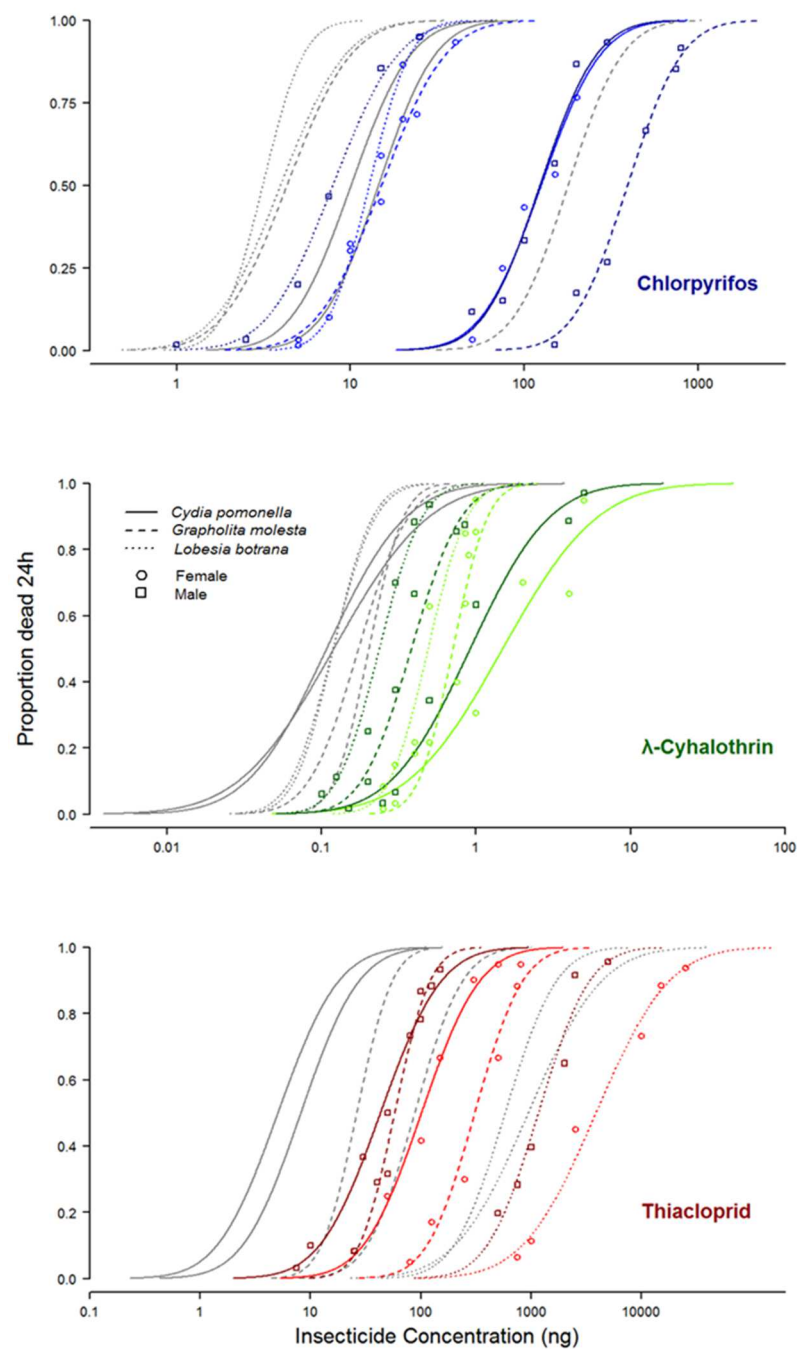 1.00
0.75
0.50
0.25
0.00
Chlorpyrifos
1 10 100 1000
Proportion dead 24h
1.0
0.8
0.6
0.4
0.2
0.0
Cydia pomonella
Grapholita molesta
Lobesia botrana
Female
Male
λ-Cyhalothrin
0.01 0.1 1 10 100
1.0
0.8
0.6
0.4
0.2
0.0
Thiacloprid
0.1 1 10 100 1000 10000
Insecticide Concentration (ng)